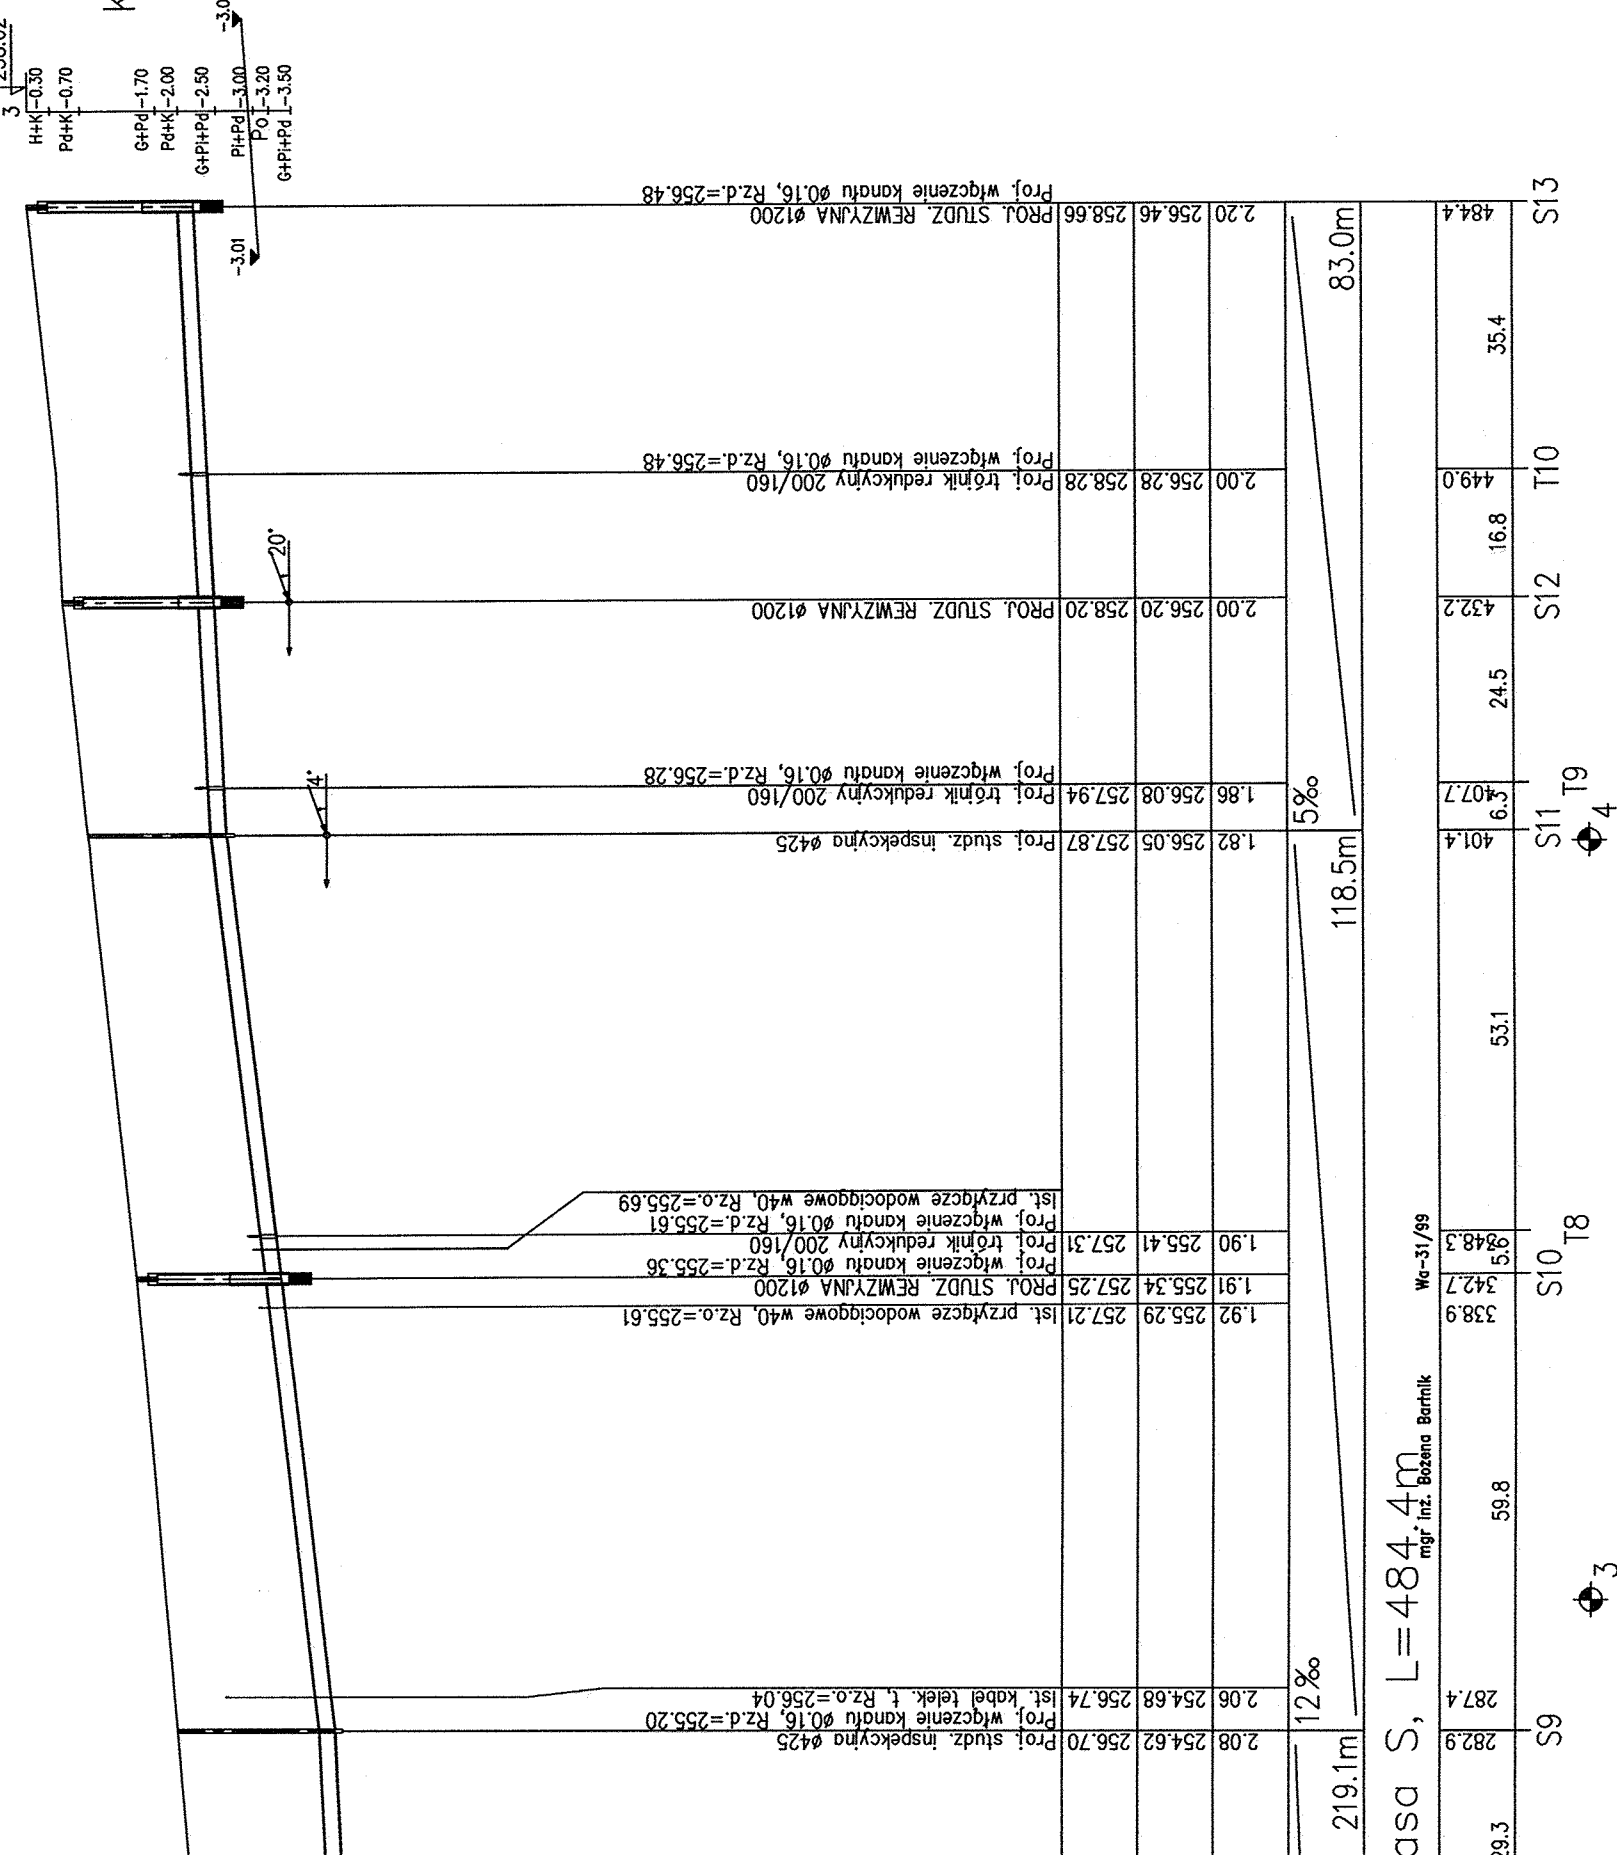 3
H+K -0.30
Pd+K -0.70
G+Pd -1.70
Pd+K -2.00
G+Pi+Pd -2.50
Pi+Pd -3.00
Po -3.20
G+Pi+Pd -3.50
-3.01
Proj. włączenie kanału ø0.16, Rz.d.=256.48
PROJ. STUDZ. REWIZYJNA ø1200
258.66
256.46
2.20
83.0m
484.4
S13
35.4
Proj. włączenie kanału ø0.16, Rz.d.=256.48
Proj. trójnik redukcyjny 200/160
258.28
256.28
2.00
449.0
T10
16.8
20°
PROJ. STUDZ. REWIZYJNA ø1200
258.20
256.20
2.00
432.2
S12
24.5
Proj. włączenie kanału ø0.16, Rz.d.=256.28
Proj. trójnik redukcyjny 200/160
257.94
256.08
1.86
5‰
407.7
T9
6.3
4°
Proj. studz. inspekcyjna ø425
257.87
256.05
1.82
118.5m
401.4
S11
4
53.1
Ist. przyłącze wodociągowe w40, Rz.o.=255.69
Proj. włączenie kanału ø0.16, Rz.d.=255.61
Proj. trójnik redukcyjny 200/160
257.31
255.41
1.90
348.3
T8
5.6
Proj. włączenie kanału ø0.16, Rz.d.=255.36
PROJ. STUDZ. REWIZYJNA ø1200
257.25
255.34
1.91
342.7
S10
Ist. przyłącze wodociągowe w40, Rz.o.=255.61
257.21
255.29
1.92
338.9
Wa-31/99
mgr inż. Bożena Bartnik
59.8
3
Ist. kabel telek. t, Rz.o.=256.04
256.74
254.68
2.06
12‰
287.4
Proj. włączenie kanału ø0.16, Rz.d.=255.20
Proj. studz. inspekcyjna ø425
256.70
254.62
2.08
219.1m
282.9
S9
asa S, L=484.4m
29.3